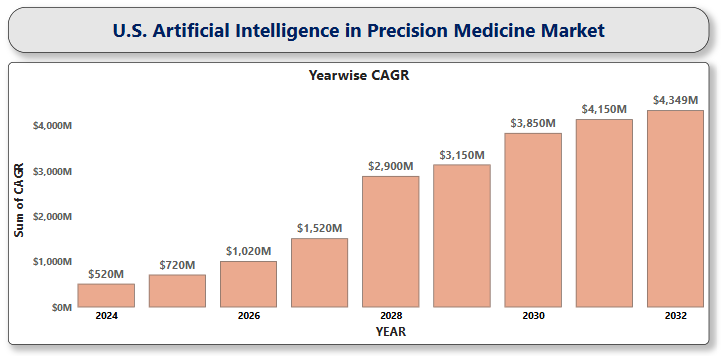 U.S. Artificial Intelligence in Precision Medicine Market
Yearwise CAGR
Sum of CAGR
$4,000M
$3,000M
$2,000M
$1,000M
$0M
$520M
$720M
$1,020M
$1,520M
$2,900M
$3,150M
$3,850M
$4,150M
$4,349M
2024
2026
2028
2030
2032
YEAR